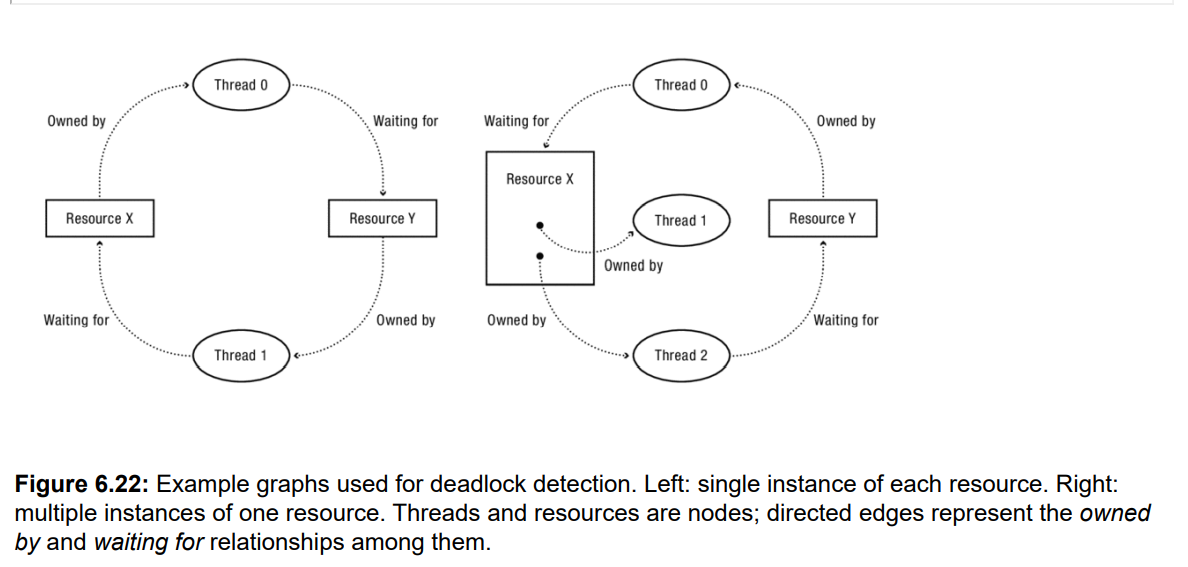 Thread 0
Owned by
Waiting for
Resource X
Resource Y
Waiting for
Owned by
Thread 1
Thread 0
Waiting for
Owned by
Resource X
Thread 1
Resource Y
Owned by
Owned by
Waiting for
Thread 2
Figure 6.22: Example graphs used for deadlock detection. Left: single instance of each resource. Right:
multiple instances of one resource. Threads and resources are nodes; directed edges represent the owned
by and waiting for relationships among them.